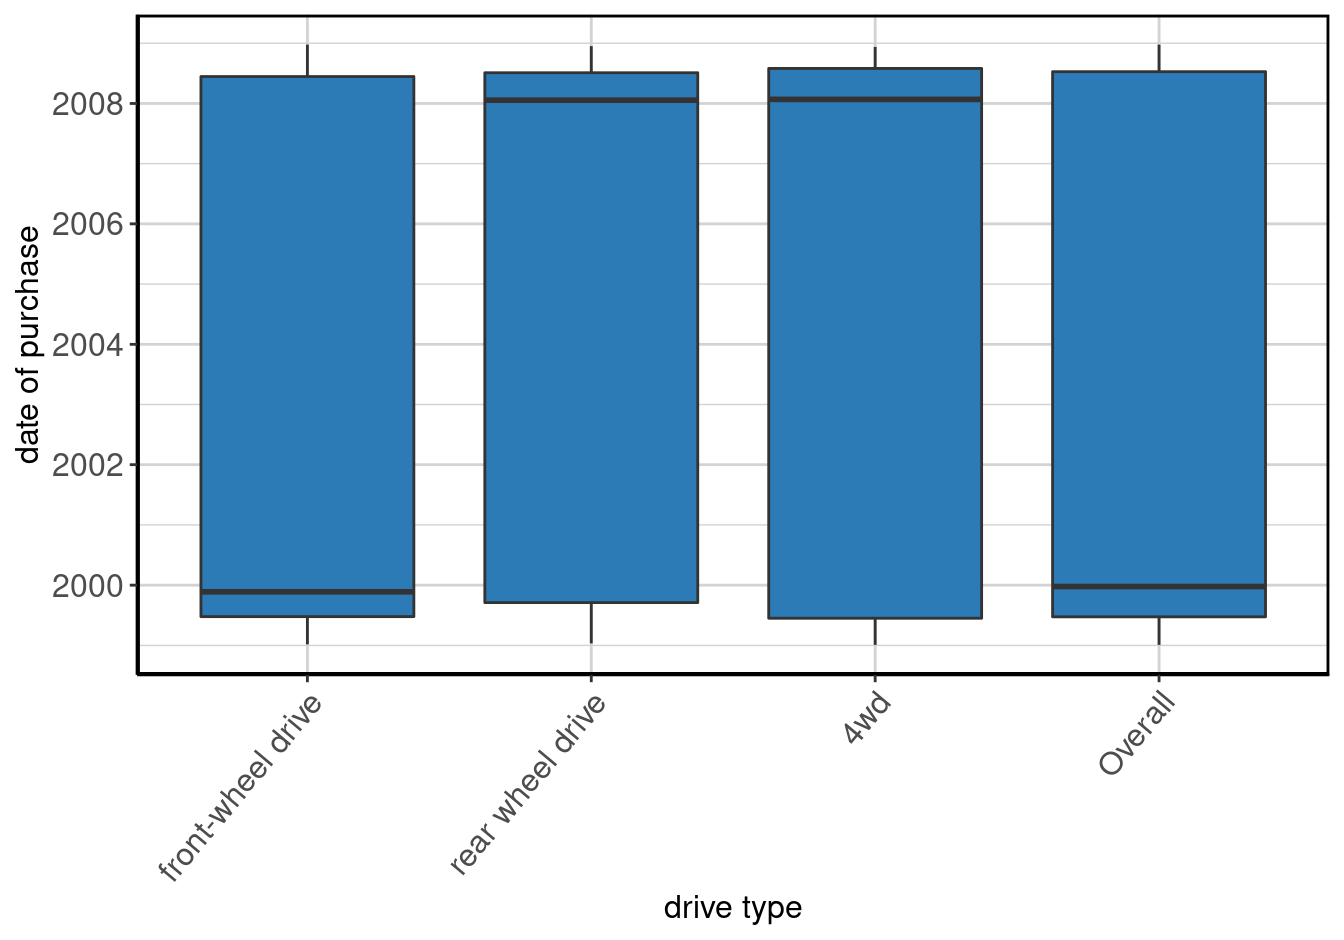 date of purchase
2008
2006
2004
2002
2000
front-wheel drive
rear wheel drive
4wd
Overall
drive type